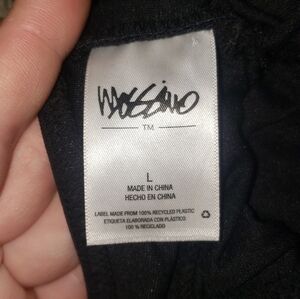 Mossimo
TM
L
MADE IN CHINA
HECHO EN CHINA
LABEL MADE FROM 100% RECYCLED PLASTIC
ETIQUETA ELABORADA CON PLÁSTICO
100 % RECICLADO